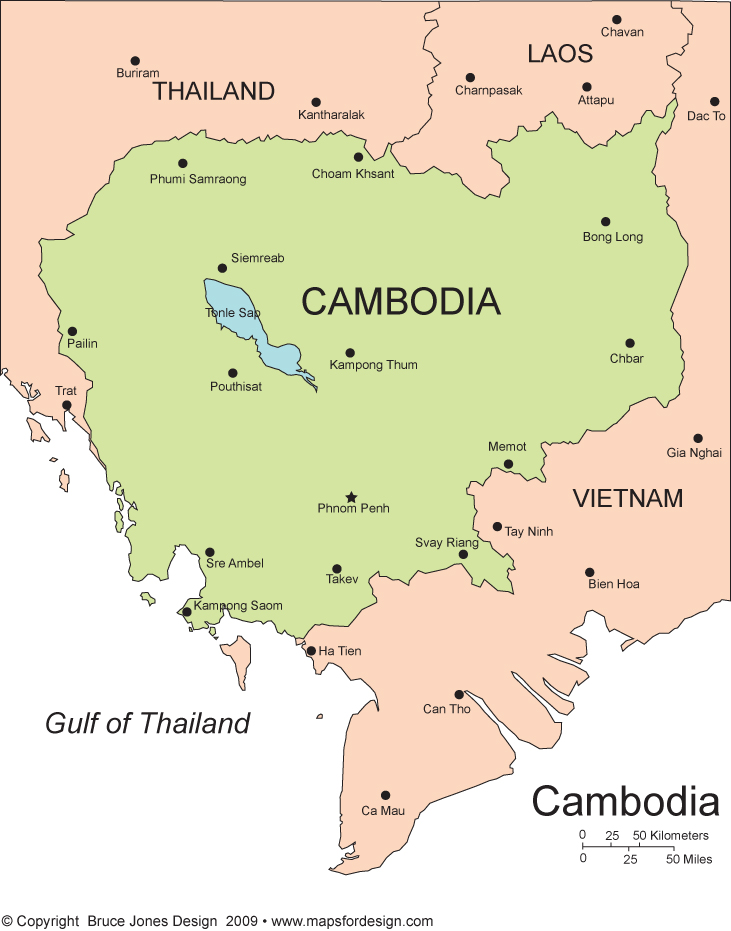 Chavan
LAOS
Buriram
THAILAND
Charnpasak
Attapu
Kantharalak
Dac To
Choam Khsant
Phumi Samraong
Bong Long
Siemreab
CAMBODIA
Tonle Sap
Pailin
Kampong Thum
Chbar
Pouthisat
Trat
Memot
Gia Nghai
Phnom Penh
VIETNAM
Tay Ninh
Svay Riang
Sre Ambel
Takev
Bien Hoa
Kampong Saom
Ha Tien
Gulf of Thailand
Can Tho
Ca Mau
Cambodia
0 25 50 Kilometers
0 25 50 Miles
© Copyright Bruce Jones Design 2009 • www.mapsfordesign.com